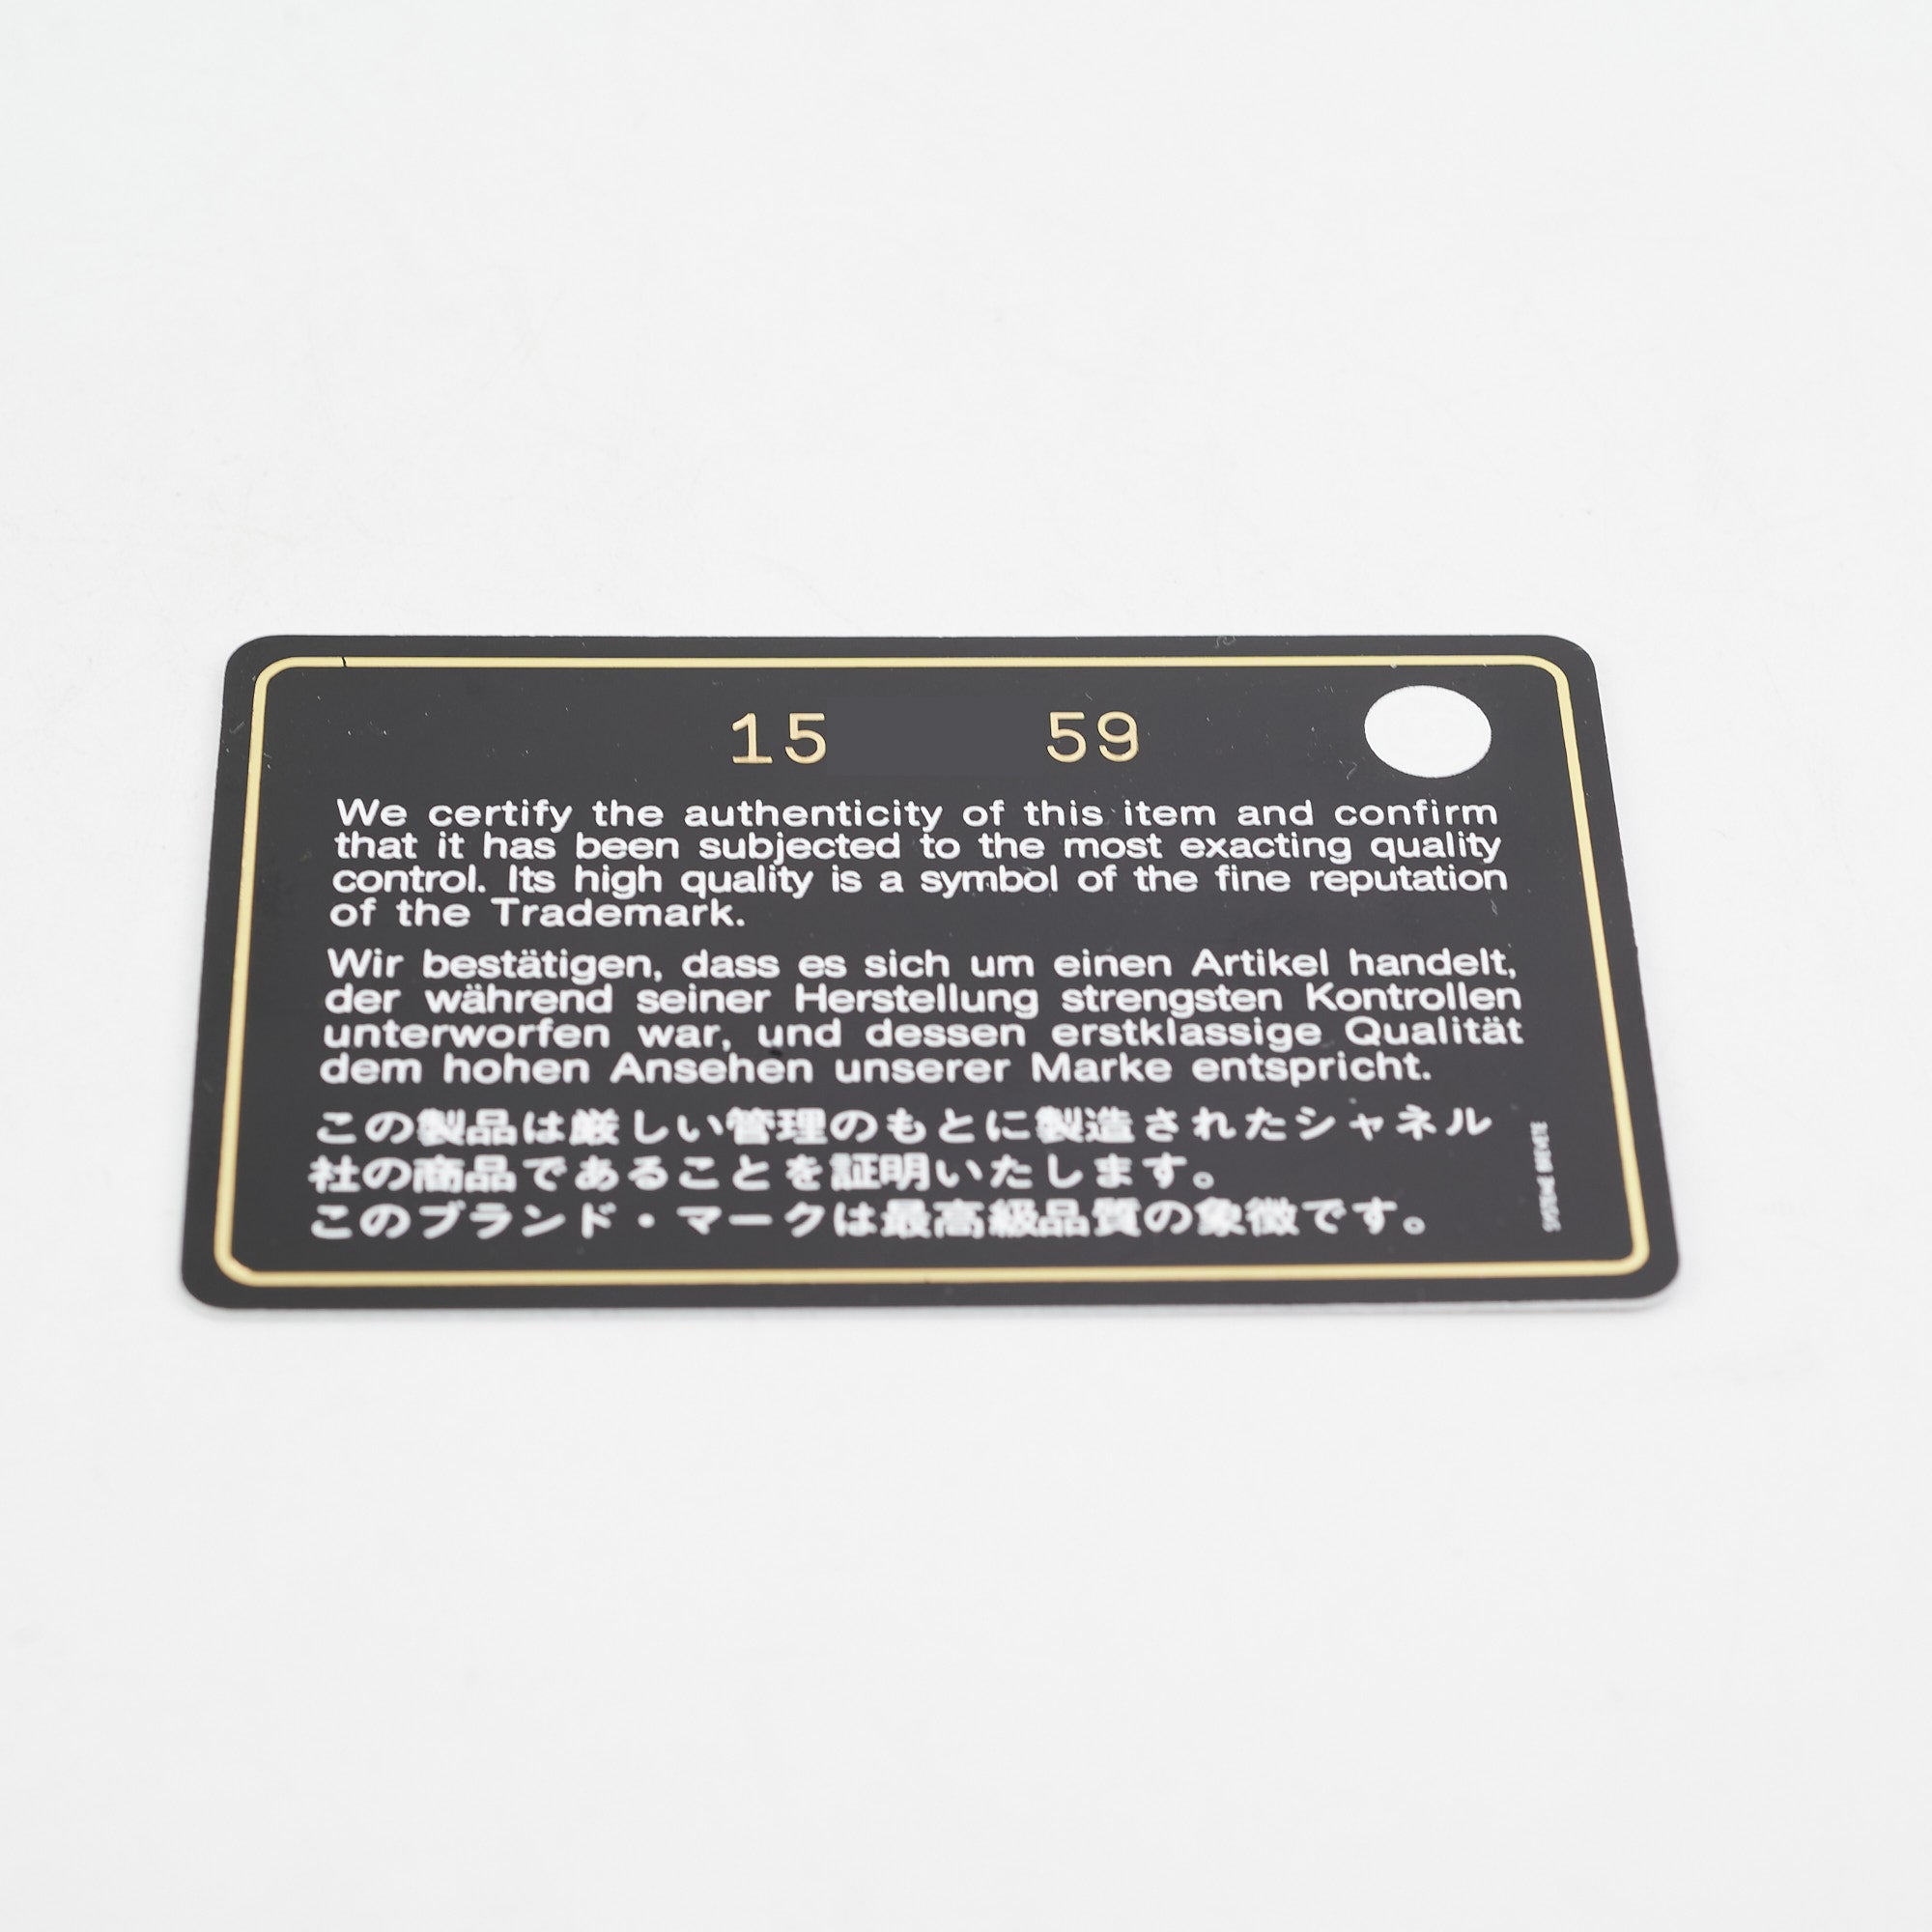 15 59
We certify the authenticity of this item and confirm
that it has been subjected to the most exacting quality
control. Its high quality is a symbol of the fine reputation
of the Trademark.
Wir bestätigen, dass es sich um einen Artikel handelt,
der während seiner Herstellung strengsten Kontrollen
unterworfen war, und dessen erstklassige Qualität
dem hohen Ansehen unserer Marke entspricht.
この製品は厳しい管理のもとに製造されたシャネル
社の商品であることを証明いたします。
このブランド・マークは最高級品質の象徴です。
SYSTEME BREVETE